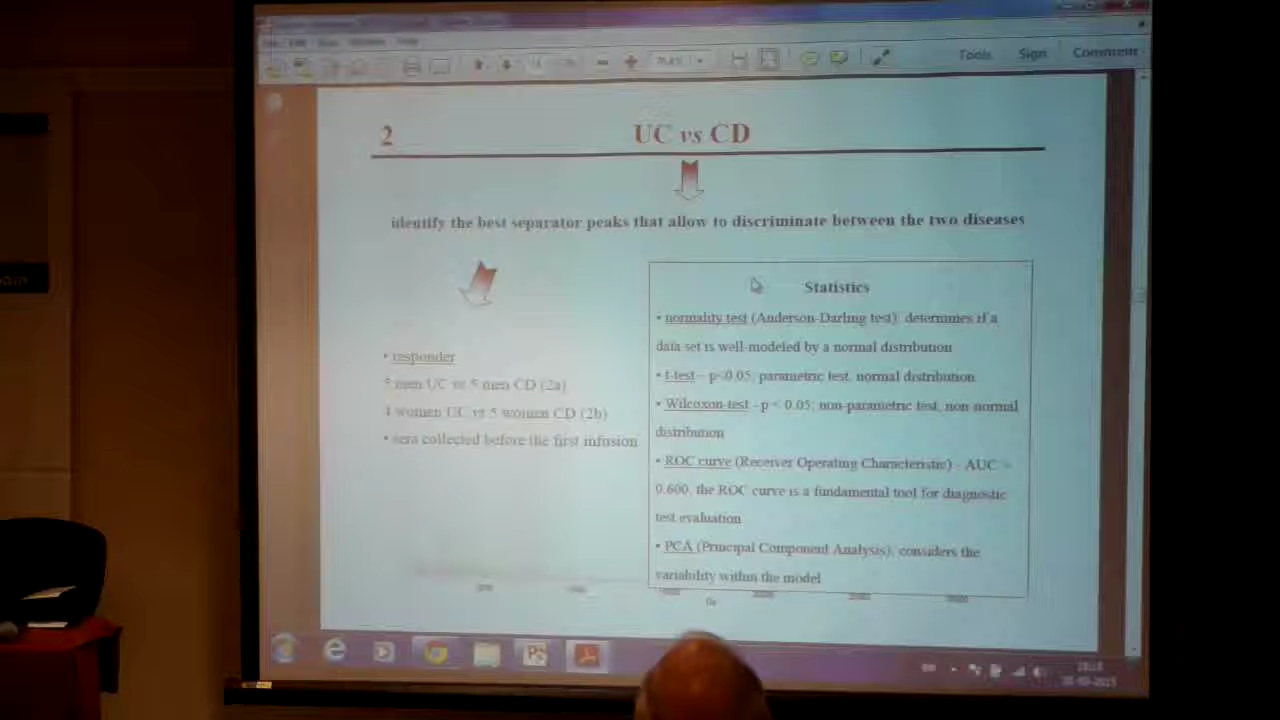 Tools Sign Comment
2 UC vs CD
identify the best separator peaks that allow to discriminate between the two diseases
• responder
5 men UC vs 5 men CD (2a)
4 women UC vs 5 women CD (2b)
• sera collected before the first infusion
Statistics
• normality test (Anderson-Darling test), determines if a
data set is well-modeled by a normal distribution
• t-test – p<0.05; parametric test, normal distribution
• Wilcoxon-test - p < 0.05; non-parametric test, non normal
distribution
• ROC curve (Receiver Operating Characteristic) - AUC
0.600, the ROC curve is a fundamental tool for diagnostic
test evaluation
• PCA (Principal Component Analysis), considers the
variability within the model